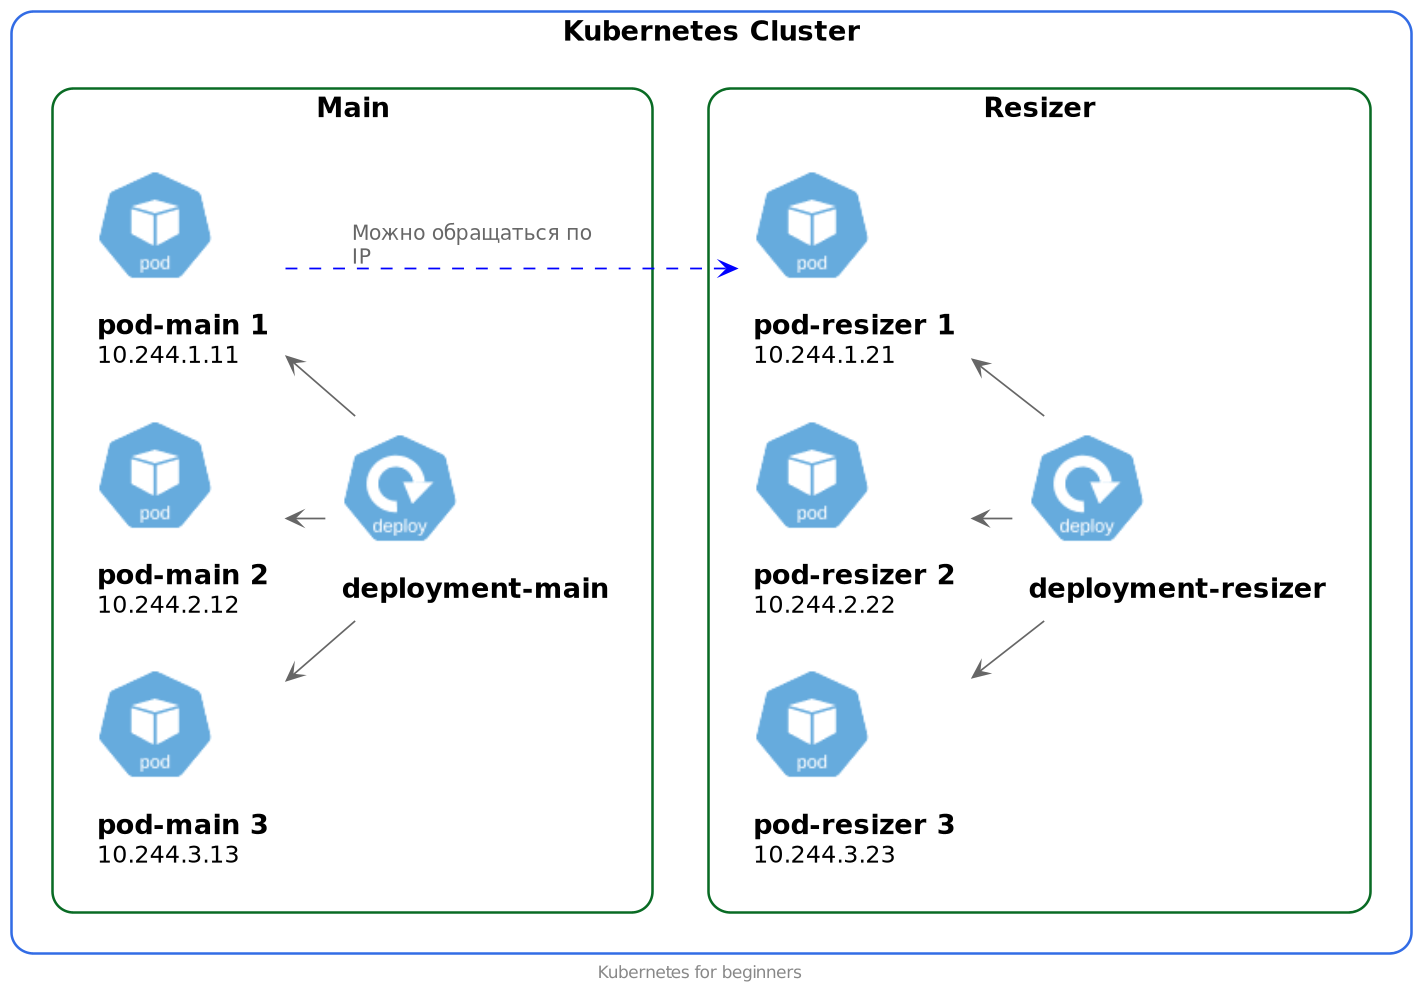 Kubernetes Cluster
Main
pod
Можно обращаться по
IP
pod-main 1
10.244.1.11
pod
pod-main 2
10.244.2.12
deploy
deployment-main
pod
pod-main 3
10.244.3.13
Resizer
pod
pod-resizer 1
10.244.1.21
pod
pod-resizer 2
10.244.2.22
deploy
deployment-resizer
pod
pod-resizer 3
10.244.3.23
Kubernetes for beginners